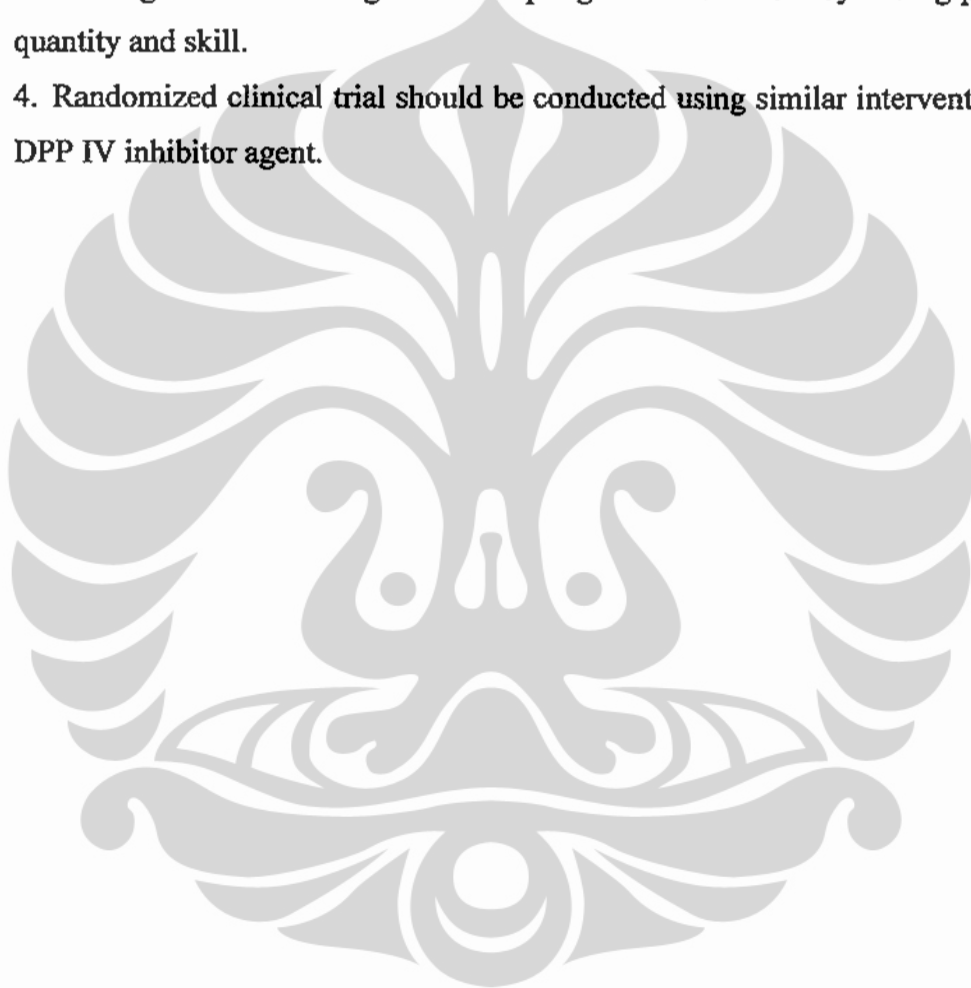 quantity and skill.
4. Randomized clinical trial should be conducted using similar intervent
DPP IV inhibitor agent.